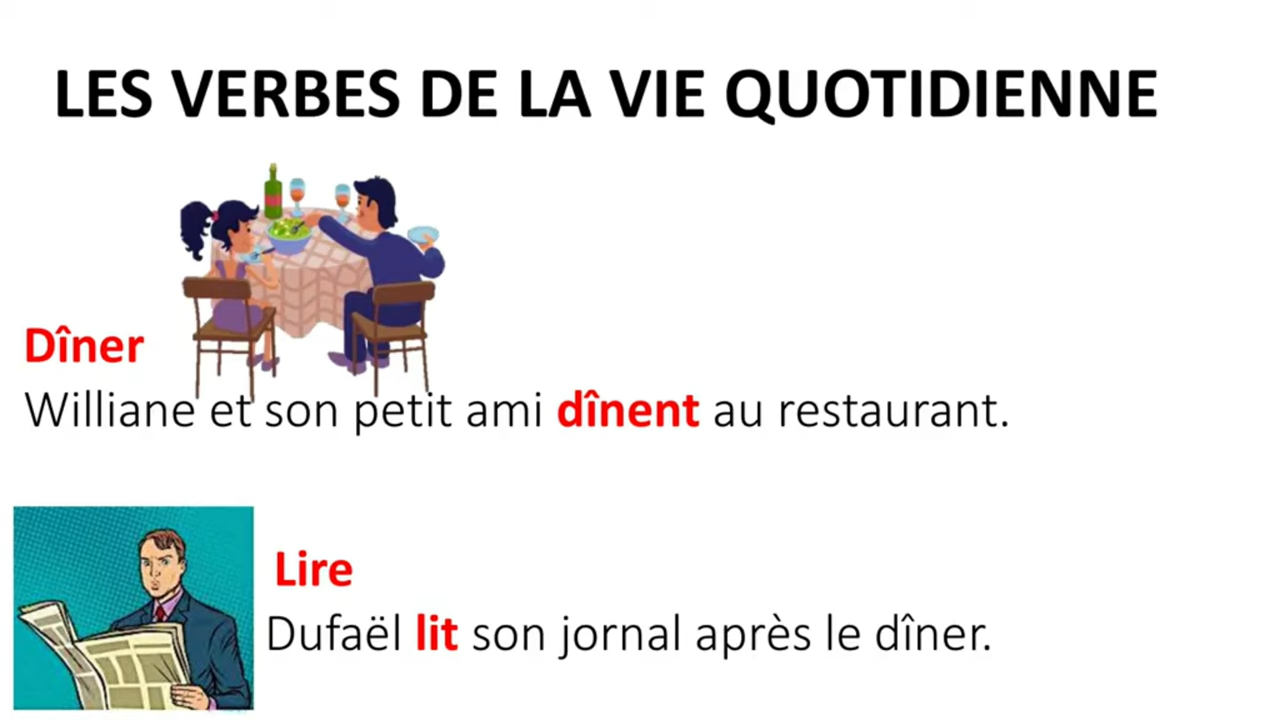 LES VERBES DE LA VIE QUOTIDIENNE
Dîner
Williane et son petit ami dînent au restaurant.
Lire
Dufaël lit son jornal après le dîner.